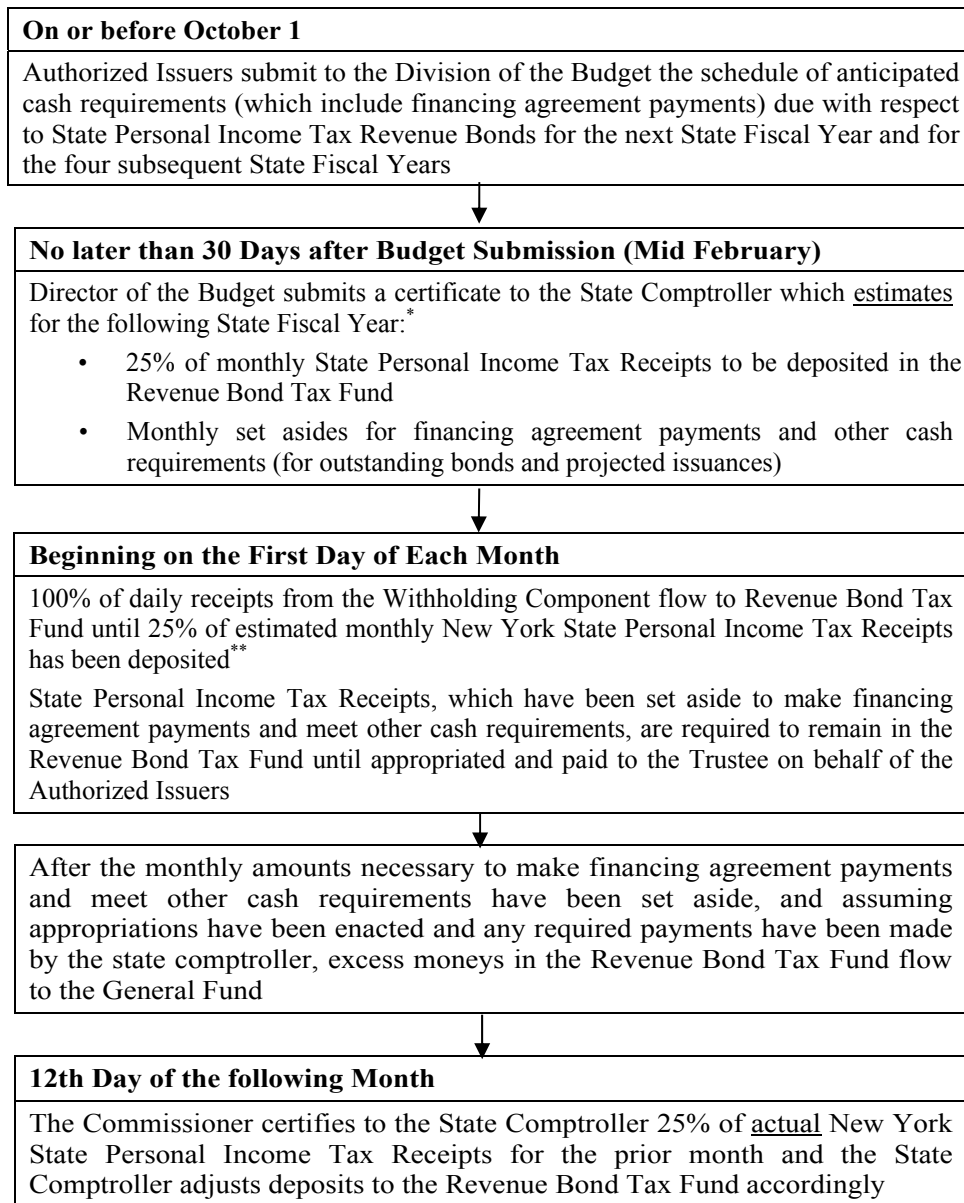 On or before October 1
Authorized Issuers submit to the Division of the Budget the schedule of anticipated
cash requirements (which include financing agreement payments) due with respect
to State Personal Income Tax Revenue Bonds for the next State Fiscal Year and for
the four subsequent State Fiscal Years
No later than 30 Days after Budget Submission (Mid February)
Director of the Budget submits a certificate to the State Comptroller which estimates
for the following State Fiscal Year:*
• 25% of monthly State Personal Income Tax Receipts to be deposited in the
Revenue Bond Tax Fund
• Monthly set asides for financing agreement payments and other cash
requirements (for outstanding bonds and projected issuances)
Beginning on the First Day of Each Month
100% of daily receipts from the Withholding Component flow to Revenue Bond Tax
Fund until 25% of estimated monthly New York State Personal Income Tax Receipts
has been deposited**
State Personal Income Tax Receipts, which have been set aside to make financing
agreement payments and meet other cash requirements, are required to remain in the
Revenue Bond Tax Fund until appropriated and paid to the Trustee on behalf of the
Authorized Issuers
After the monthly amounts necessary to make financing agreement payments
and meet other cash requirements have been set aside, and assuming
appropriations have been enacted and any required payments have been made
by the state comptroller, excess moneys in the Revenue Bond Tax Fund flow
to the General Fund
12th Day of the following Month
The Commissioner certifies to the State Comptroller 25% of actual New York
State Personal Income Tax Receipts for the prior month and the State
Comptroller adjusts deposits to the Revenue Bond Tax Fund accordingly